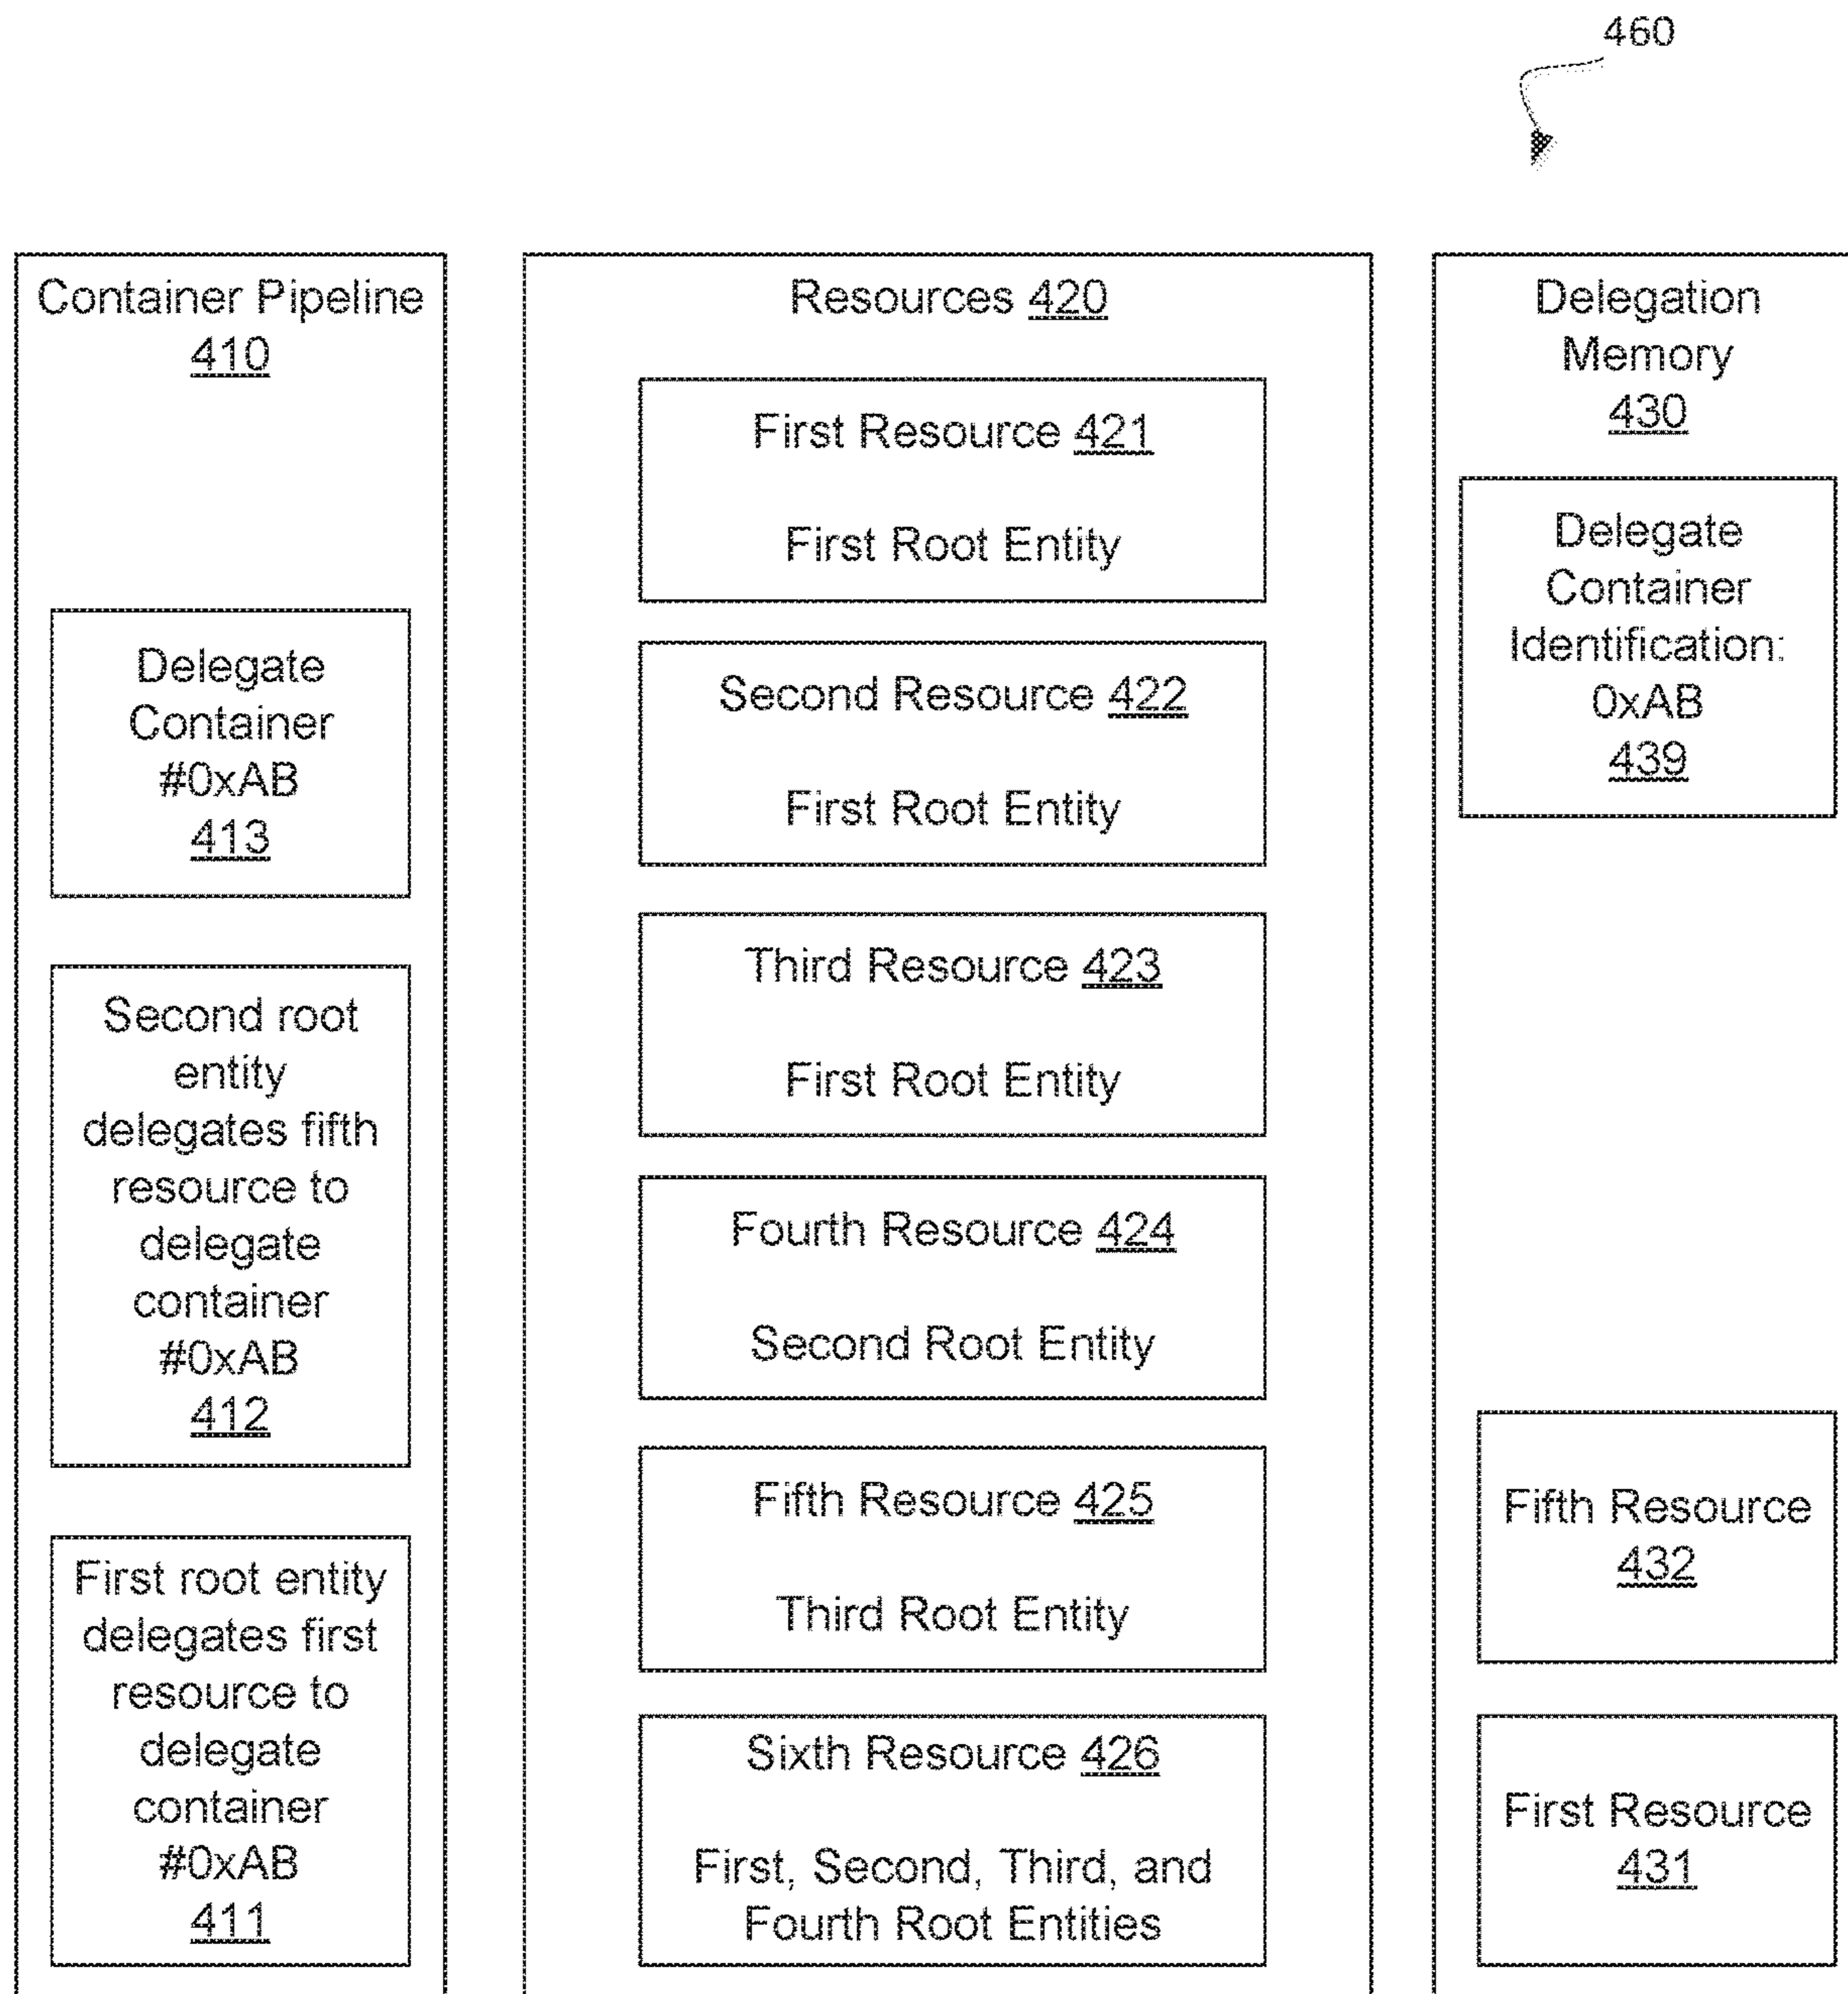 460
Container Pipeline
410
Delegate
Container
#0xAB
413
Second root
entity
delegates fifth
resource to
delegate
container
#0xAB
412
First root entity
delegates first
resource to
delegate
container
#0xAB
411
Resources 420
First Resource 421
First Root Entity
Second Resource 422
First Root Entity
Third Resource 423
First Root Entity
Fourth Resource 424
Second Root Entity
Fifth Resource 425
Third Root Entity
Sixth Resource 426
First, Second, Third, and
Fourth Root Entities
Delegation
Memory
430
Delegate
Container
Identification:
0xAB
439
Fifth Resource
432
First Resource
431